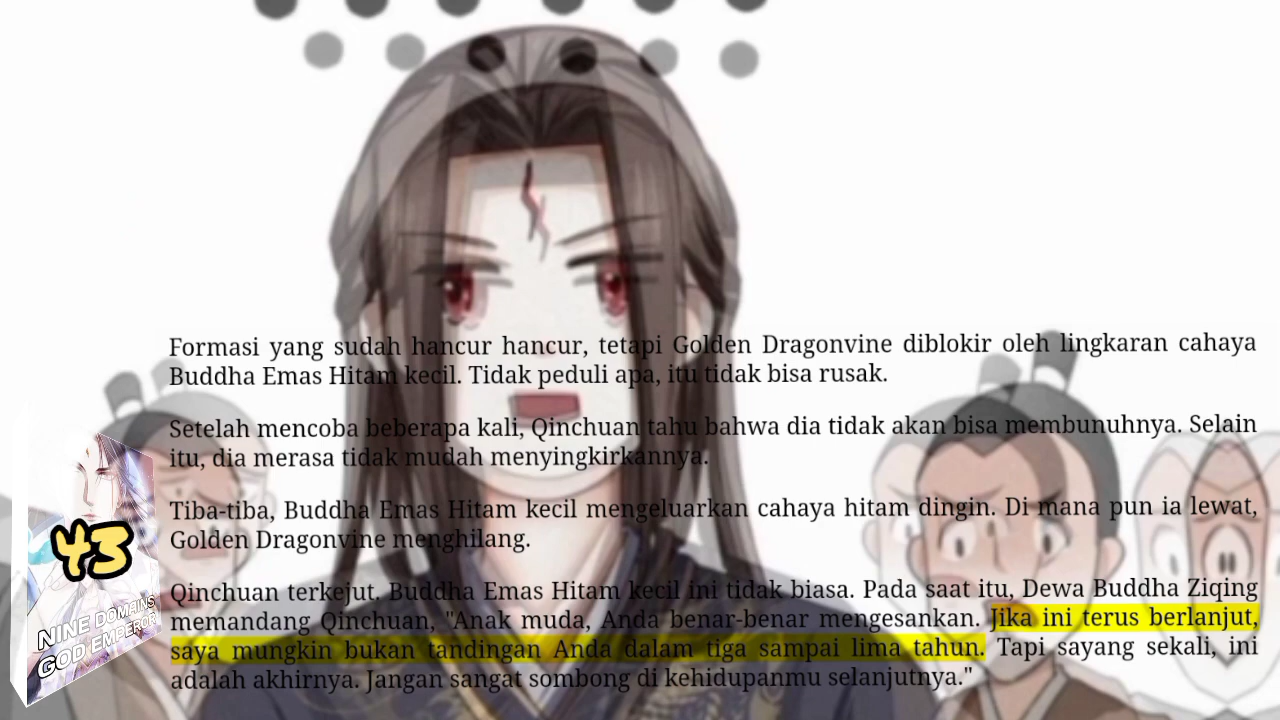 Formasi yang sudah hancur hancur, tetapi Golden Dragonvine diblokir oleh lingkaran cahaya
Buddha Emas Hitam kecil. Tidak peduli apa, itu tidak bisa rusak.
Setelah mencoba beberapa kali, Qinchuan tahu bahwa dia tidak akan bisa membunuhnya. Selain
itu, dia merasa tidak mudah menyingkirkannya.
Tiba-tiba, Buddha Emas Hitam kecil mengeluarkan cahaya hitam dingin. Di mana pun ia lewat,
Golden Dragonvine menghilang.
Qinchuan terkejut. Buddha Emas Hitam kecil ini tidak biasa. Pada saat itu, Dewa Buddha Ziqing
memandang Qinchuan, "Anak muda, Anda benar-benar mengesankan. Jika ini terus berlanjut,
saya mungkin bukan tandingan Anda dalam tiga sampai lima tahun. Tapi sayang sekali, ini
adalah akhirnya. Jangan sangat sombong di kehidupanmu selanjutnya."
43
NINE DOMAINS
GOD EMPEROR